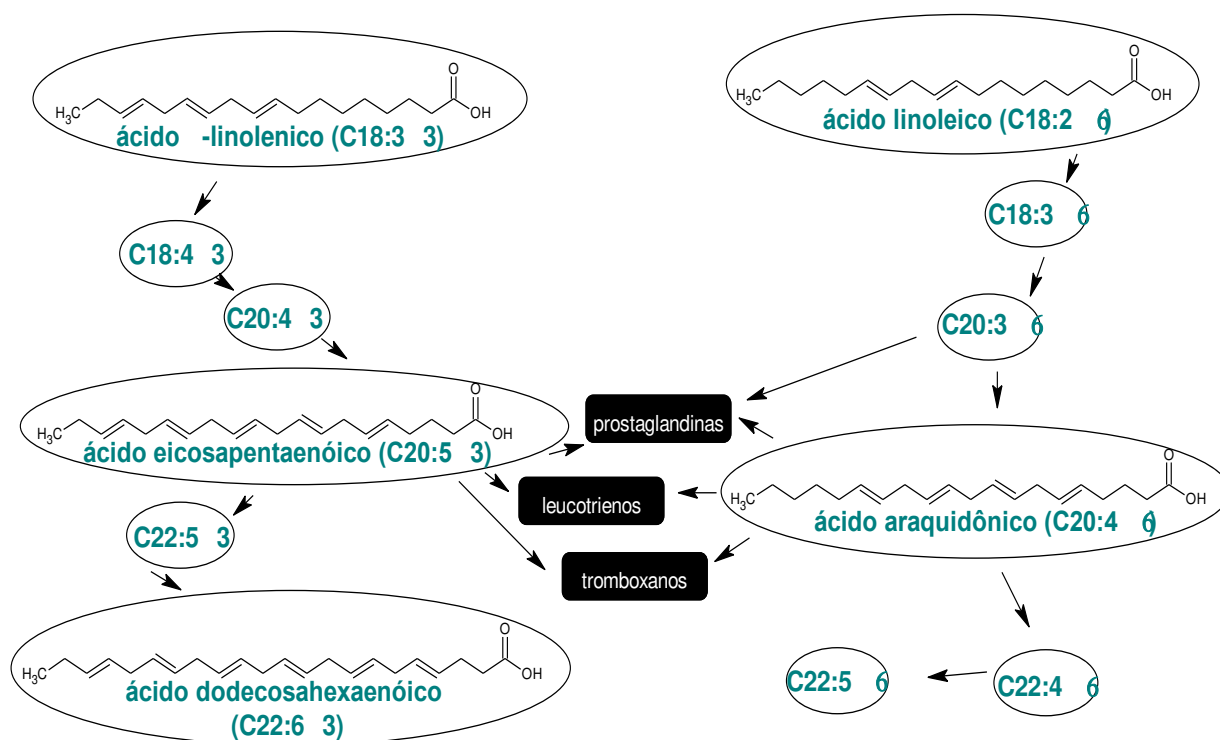 O
H₃C
OH
ácido -linolenico (C18:3 3)
C18:4 3
C20:4 3
O
H₃C
OH
ácido eicosapentaenóico (C20:5 3)
C22:5 3
O
H₃C
OH
ácido dodecosahexaenóico
(C22:6 3)
prostaglandinas
leucotrienos
tromboxanos
O
H₃C
OH
ácido linoleico (C18:2 6)
C18:3 6
C20:3 6
O
H₃C
OH
ácido araquidônico (C20:4 6)
C22:4 6
C22:5 6